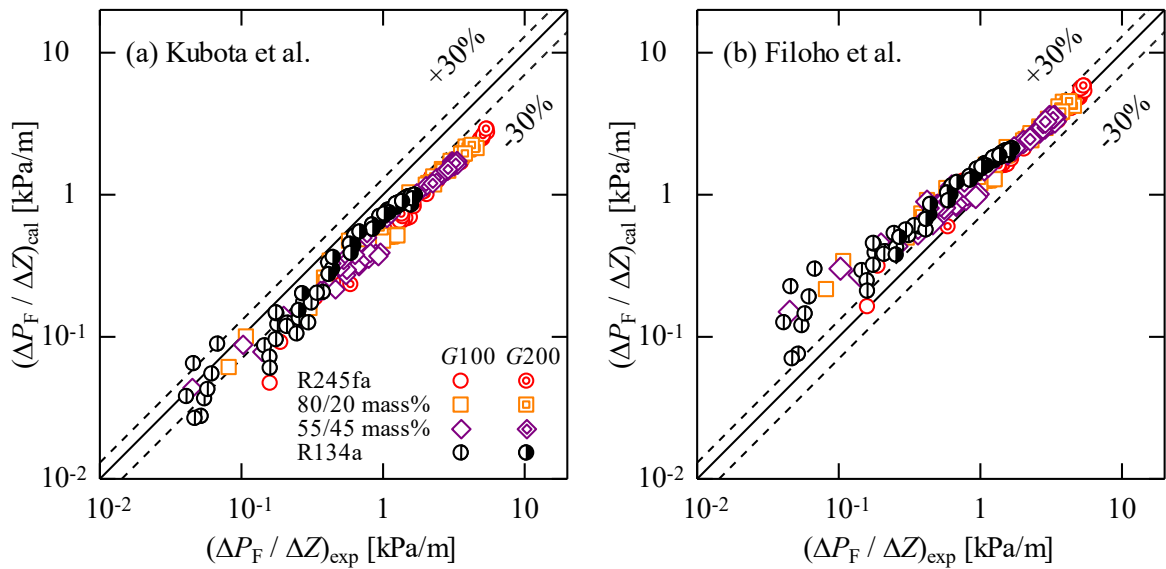 (a) Kubota et al.
+30%
-30%
10
1
10-1
10-2
(ΔPF / ΔZ)cal [kPa/m]
G100 G200
R245fa
80/20 mass%
55/45 mass%
R134a
10-2 10-1 1 10
(ΔPF / ΔZ)exp [kPa/m]
(b) Filoho et al.
+30%
-30%
10
1
10-1
10-2
(ΔPF / ΔZ)cal [kPa/m]
10-2 10-1 1 10
(ΔPF / ΔZ)exp [kPa/m]